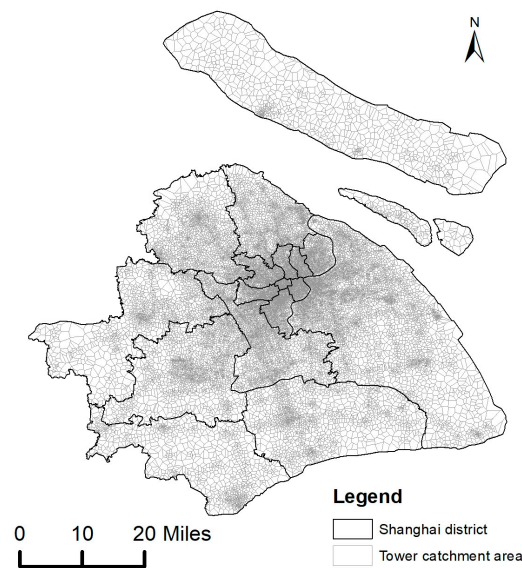 N
Legend
Shanghai district
Tower catchment area
0 10 20 Miles